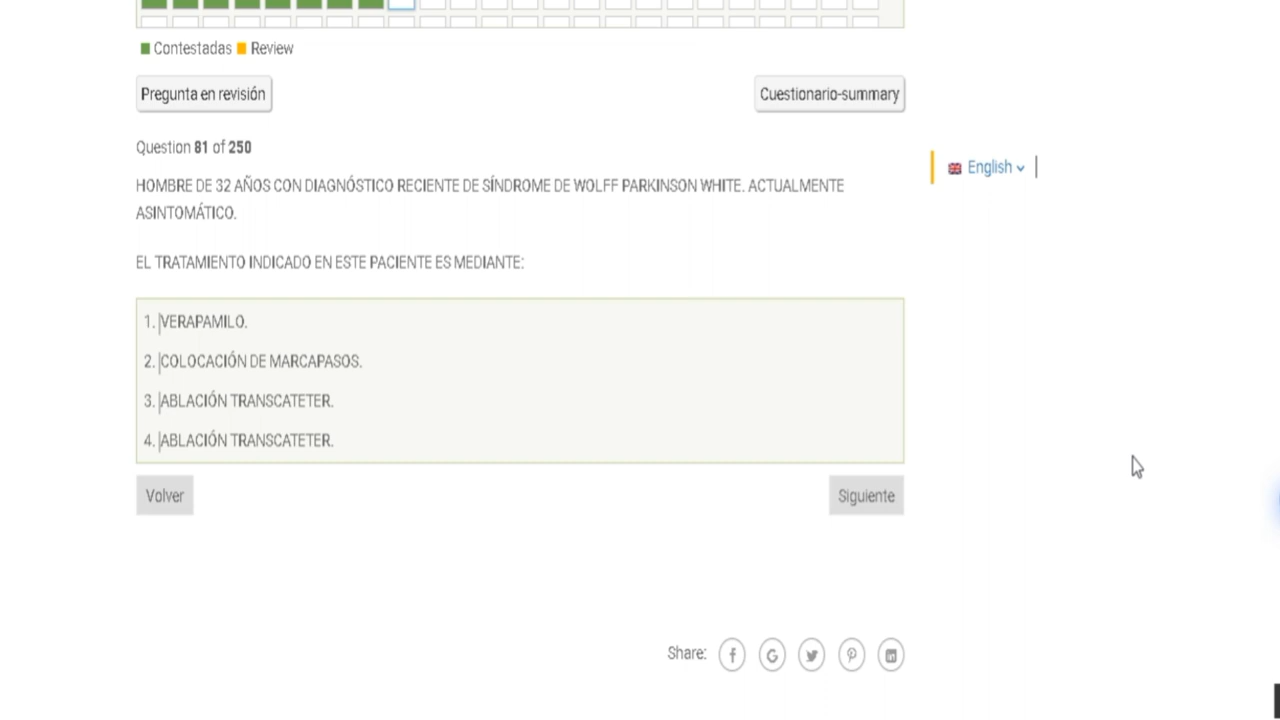 Contestadas Review
Pregunta en revisión Cuestionario-summary
Question 81 of 250
English
HOMBRE DE 32 AÑOS CON DIAGNÓSTICO RECIENTE DE SÍNDROME DE WOLFF PARKINSON WHITE. ACTUALMENTE
ASINTOMÁTICO.
EL TRATAMIENTO INDICADO EN ESTE PACIENTE ES MEDIANTE:
1. VERAPAMILO.
2. COLOCACIÓN DE MARCAPASOS.
3. ABLACIÓN TRANSCATETER.
4. ABLACIÓN TRANSCATETER.
Volver Siguiente
Share: